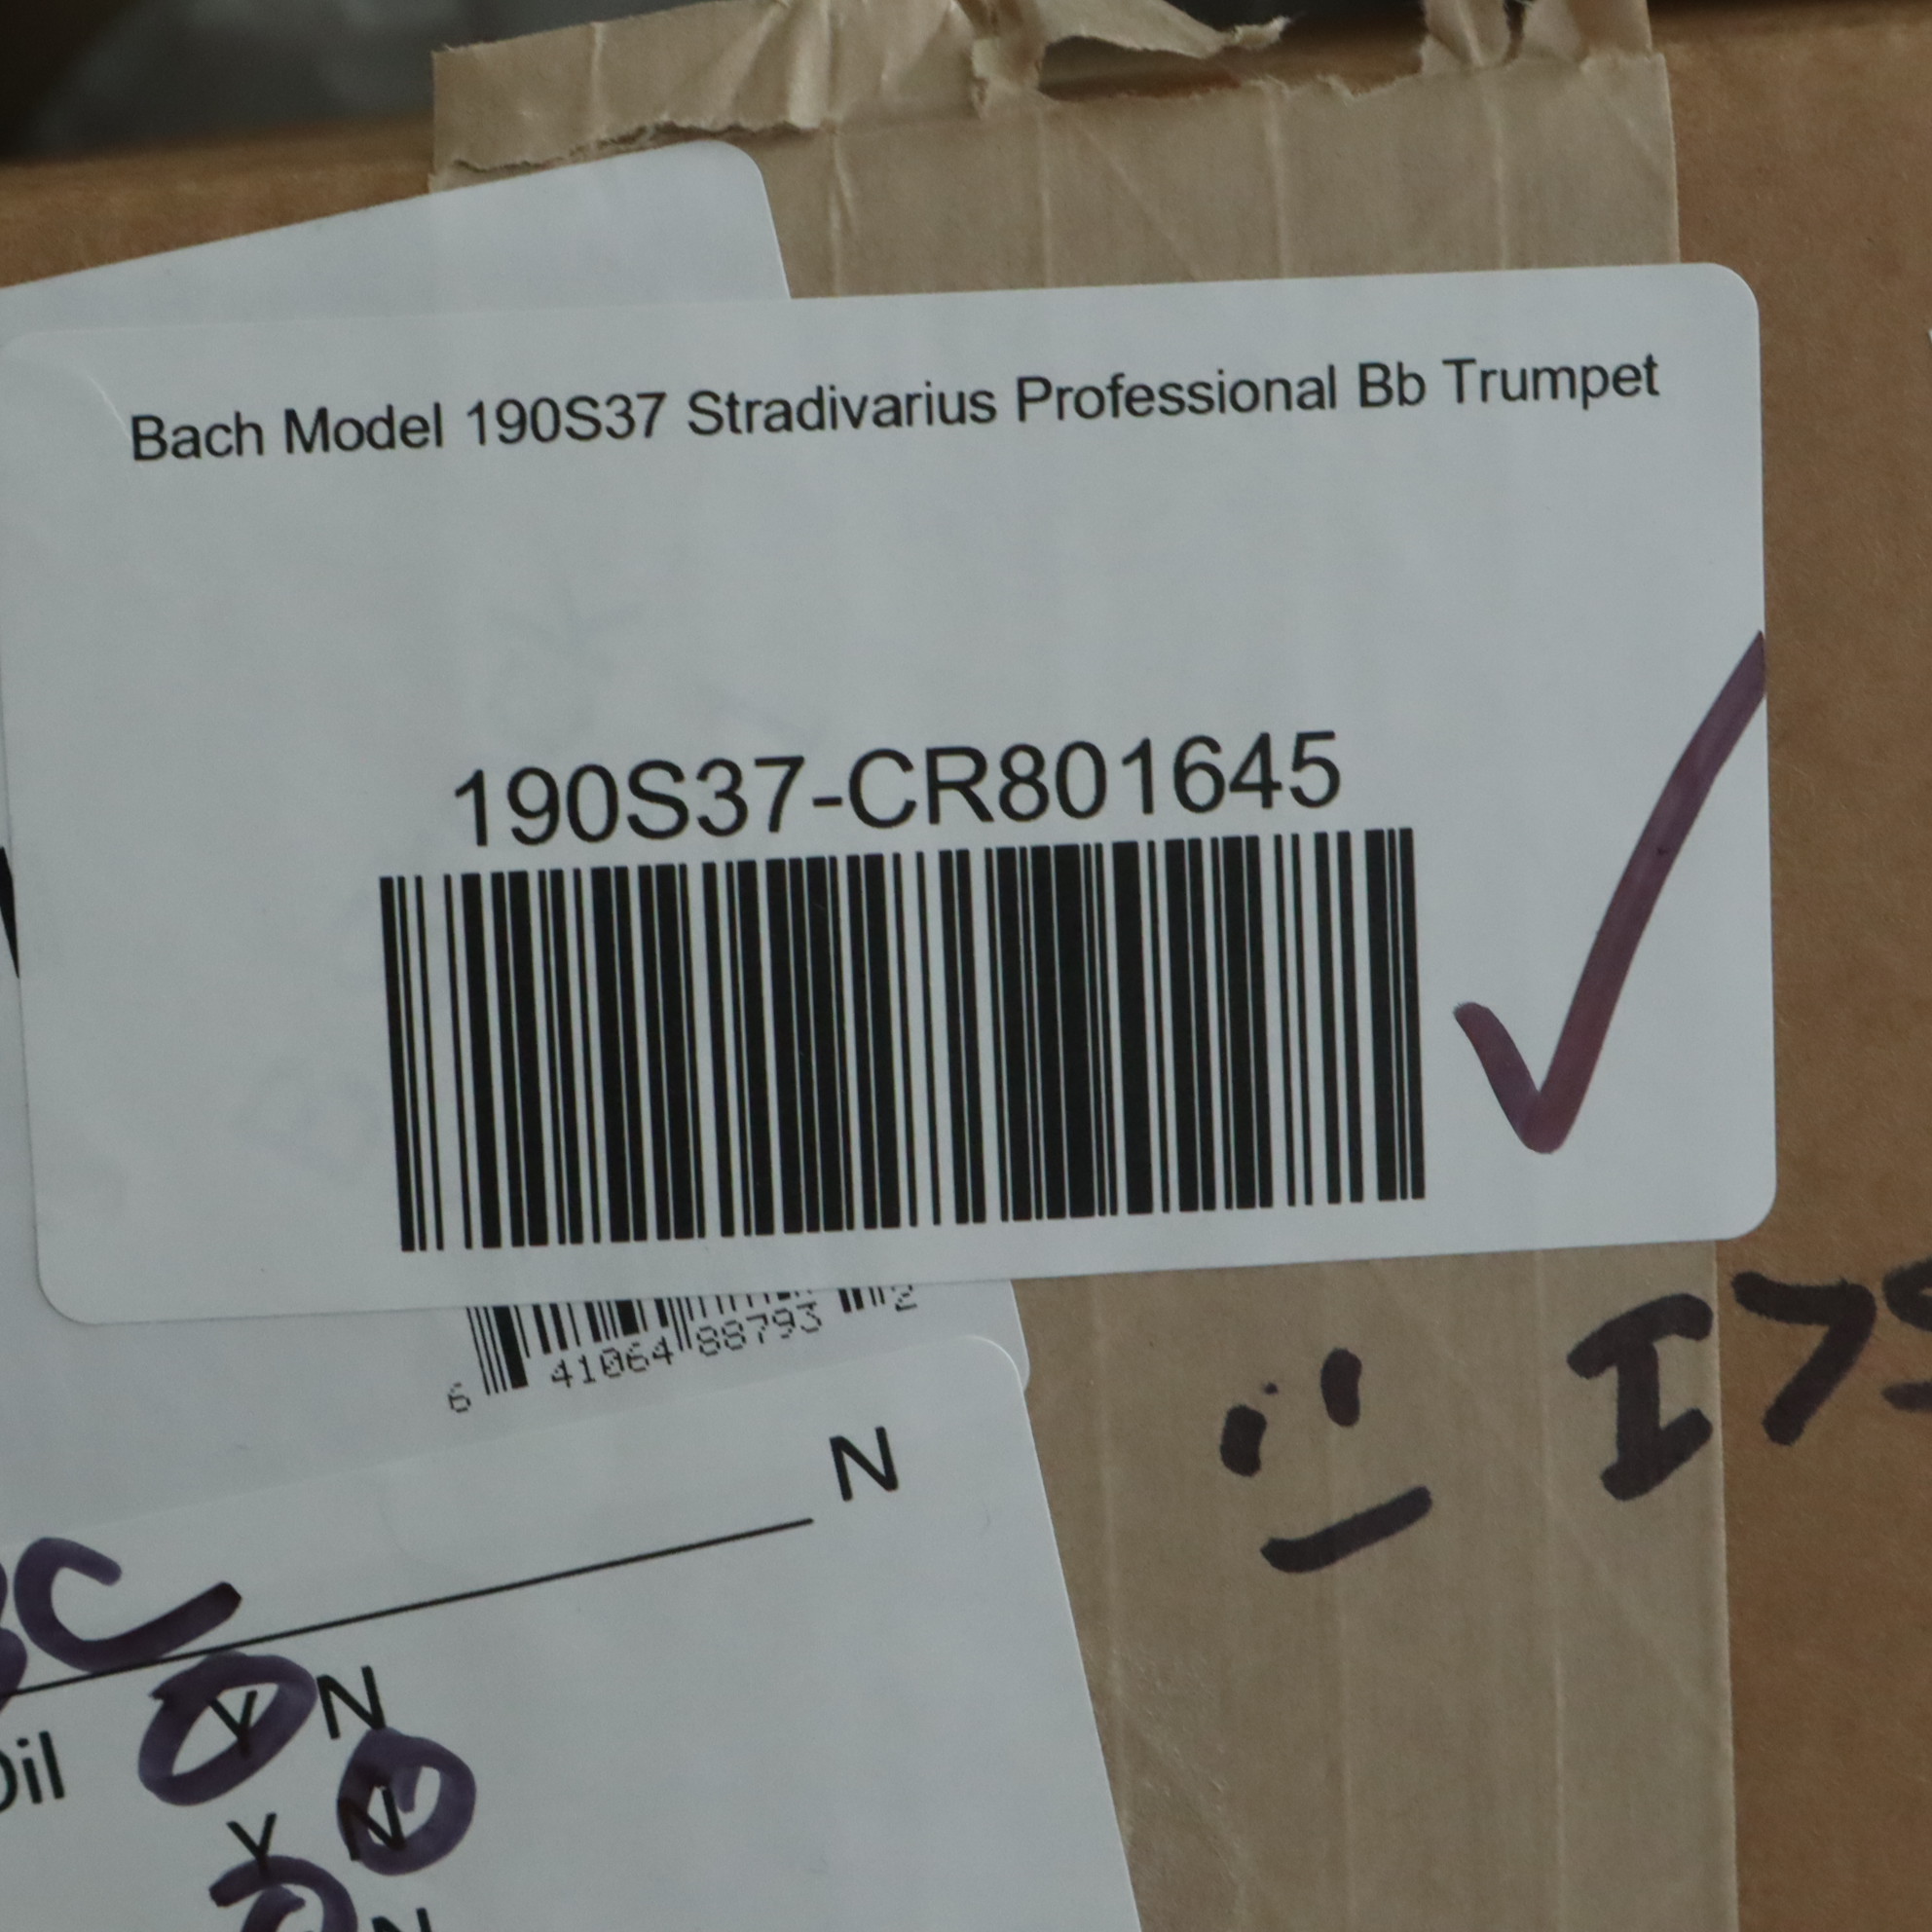 Bach Model 190S37 Stradivarius Professional Bb Trumpet
190S37-CR801645
6 41064 88793 2
N
Y N
Oil
Y N
N